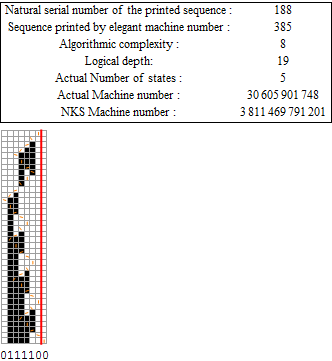 Natural serial number of the printed sequence : 188
Sequence printed by elegant machine number : 385
Algorithmic complexity : 8
Logical depth: 19
Actual Number of states : 5
Actual Machine number : 30 605 901 748
NKS Machine number : 3 811 469 791 201
0111100